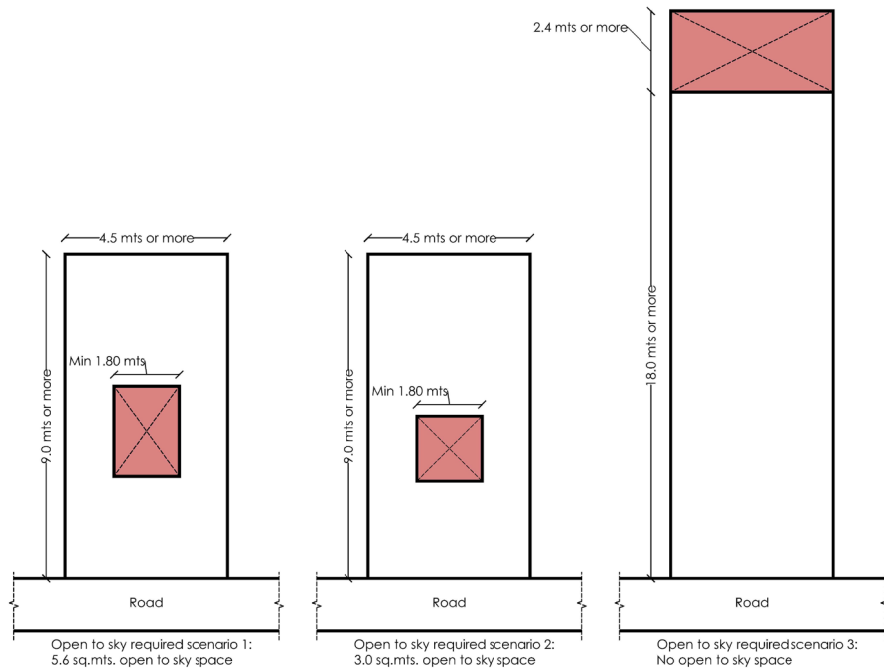 2.4 mts or more
4.5 mts or more
4.5 mts or more
9.0 mts or more
Min 1.80 mts
9.0 mts or more
Min 1.80 mts
18.0 mts or more
Road
Road
Road
Open to sky required scenario 1:
5.6 sq.mts. open to sky space
Open to sky required scenario 2:
3.0 sq.mts. open to sky space
Open to sky required scenario 3:
No open to sky space